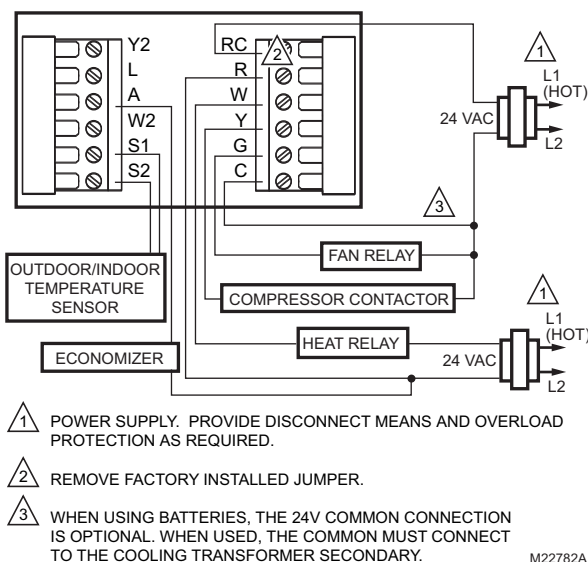 Y2
L
A
W2
S1
S2
RC
R
W
Y
G
C
2
1
L1
(HOT)
24 VAC
L2
3
FAN RELAY
OUTDOOR/INDOOR
TEMPERATURE
SENSOR
COMPRESSOR CONTACTOR
1
L1
(HOT)
HEAT RELAY
24 VAC
ECONOMIZER
L2
1 POWER SUPPLY. PROVIDE DISCONNECT MEANS AND OVERLOAD
PROTECTION AS REQUIRED.
2 REMOVE FACTORY INSTALLED JUMPER.
3 WHEN USING BATTERIES, THE 24V COMMON CONNECTION
IS OPTIONAL. WHEN USED, THE COMMON MUST CONNECT
TO THE COOLING TRANSFORMER SECONDARY.
M22782A